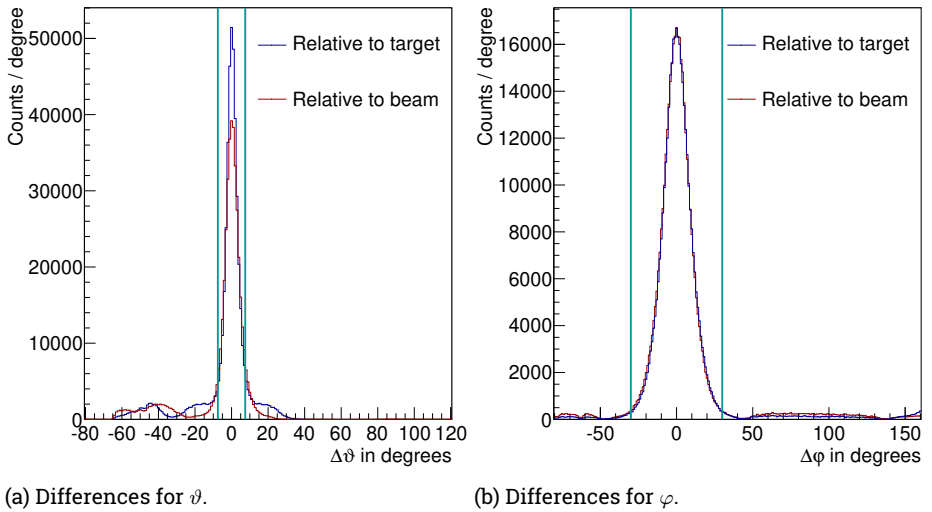 Counts / degree
50000
40000
30000
20000
10000
0
-80 -60 -40 -20 0 20 40 60 80 100 120
Δϑ in degrees
Relative to target
Relative to beam
Counts / degree
16000
14000
12000
10000
8000
6000
4000
2000
0
-50 0 50 100 150
Δφ in degrees
Relative to target
Relative to beam
(a) Differences for ϑ.
(b) Differences for φ.